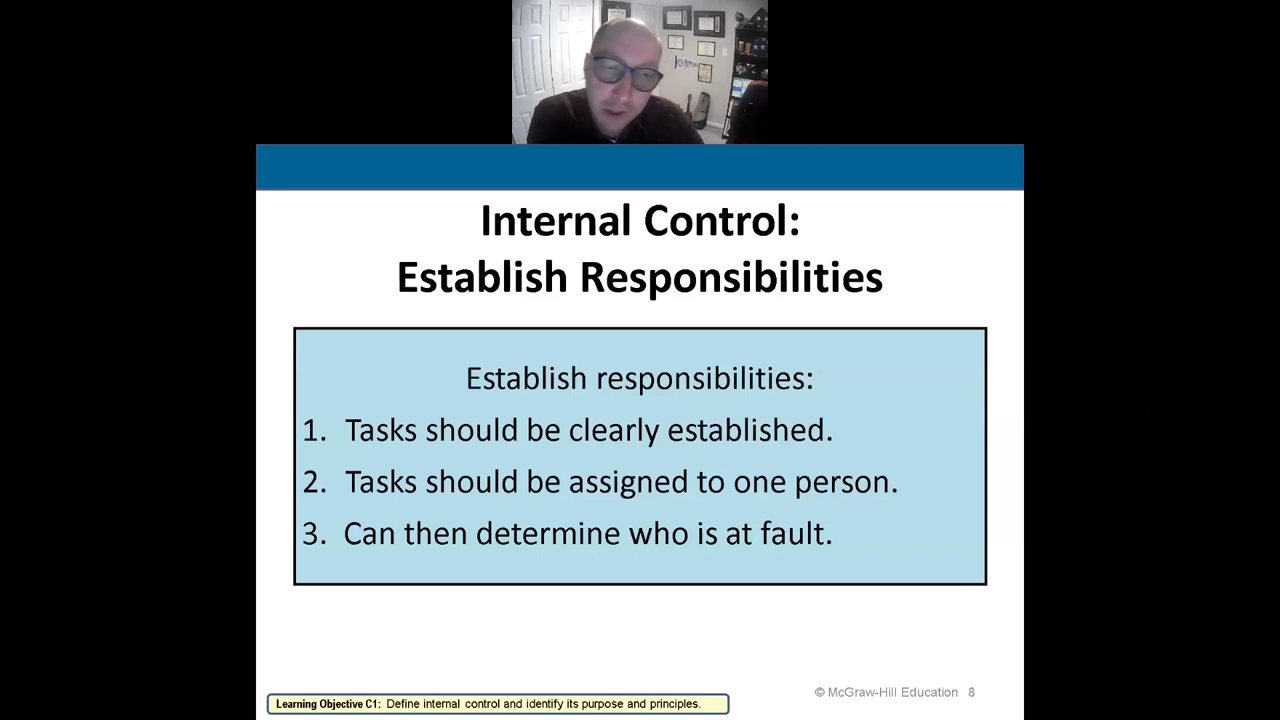 Internal Control:
Establish Responsibilities
Establish responsibilities:
1. Tasks should be clearly established.
2. Tasks should be assigned to one person.
3. Can then determine who is at fault.
© McGraw-Hill Education 8
Learning Objective C1: Define internal control and identify its purpose and principles.